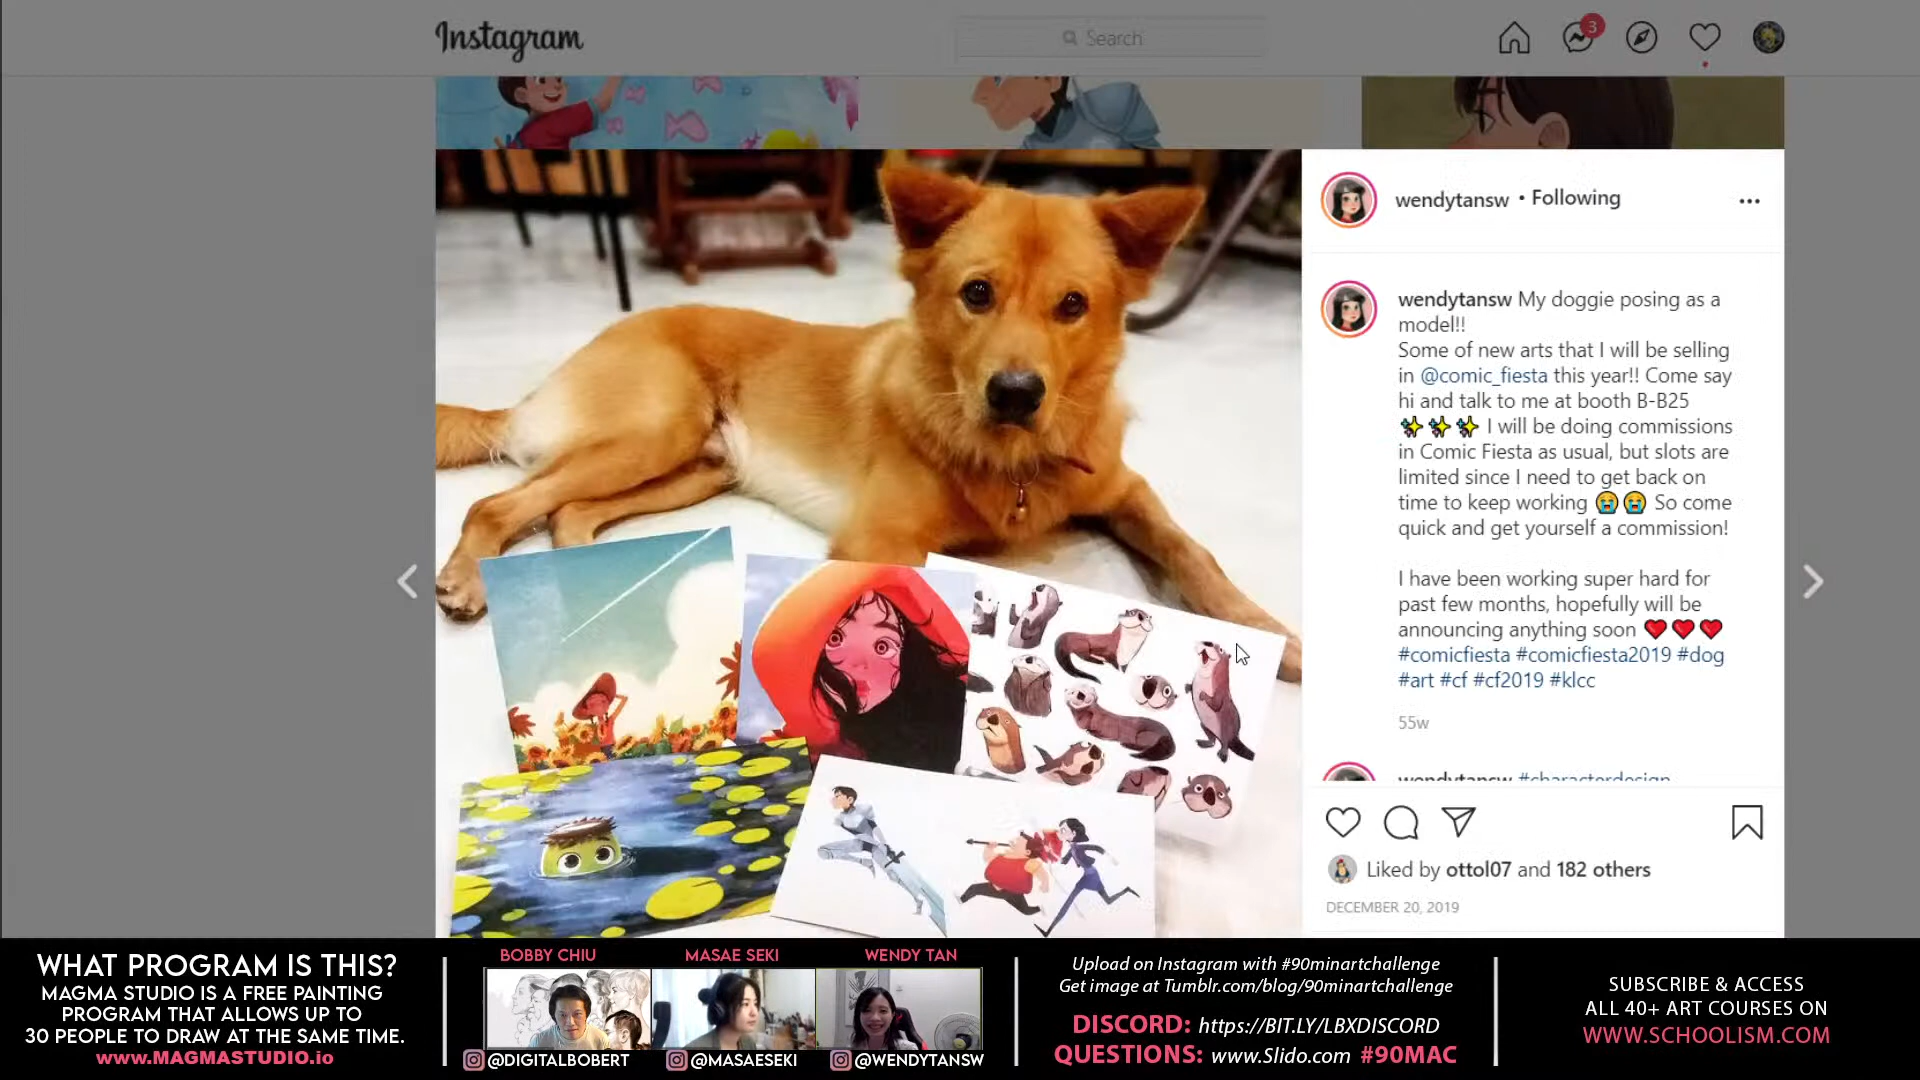 Instagram
Search
3
wendytansw • Following
wendytansw My doggie posing as a
model!!
Some of new arts that I will be selling
in @comic_fiesta this year!! Come say
hi and talk to me at booth B-B25
✨✨✨ I will be doing commissions
in Comic Fiesta as usual, but slots are
limited since I need to get back on
time to keep working 😭😭 So come
quick and get yourself a commission!
I have been working super hard for
past few months, hopefully will be
announcing anything soon ❤️❤️❤️
#comicfiesta #comicfiesta2019 #dog
#art #cf #cf2019 #klcc
55w
wendytansw #characterdesign
Liked by ottol07 and 182 others
DECEMBER 20, 2019
WHAT PROGRAM IS THIS?
MAGMA STUDIO IS A FREE PAINTING
PROGRAM THAT ALLOWS UP TO
30 PEOPLE TO DRAW AT THE SAME TIME.
www.MAGMASTUDIO.io
BOBBY CHIU
MASAE SEKI
WENDY TAN
@DIGITALBOBERT
@MASAESEKI
@WENDYTANSW
Upload on Instagram with #90minartchallenge
Get image at Tumblr.com/blog/90minartchallenge
DISCORD: https://BIT.LY/LBXDISCORD
QUESTIONS: www.Slido.com #90MAC
SUBSCRIBE & ACCESS
ALL 40+ ART COURSES ON
WWW.SCHOOLISM.COM